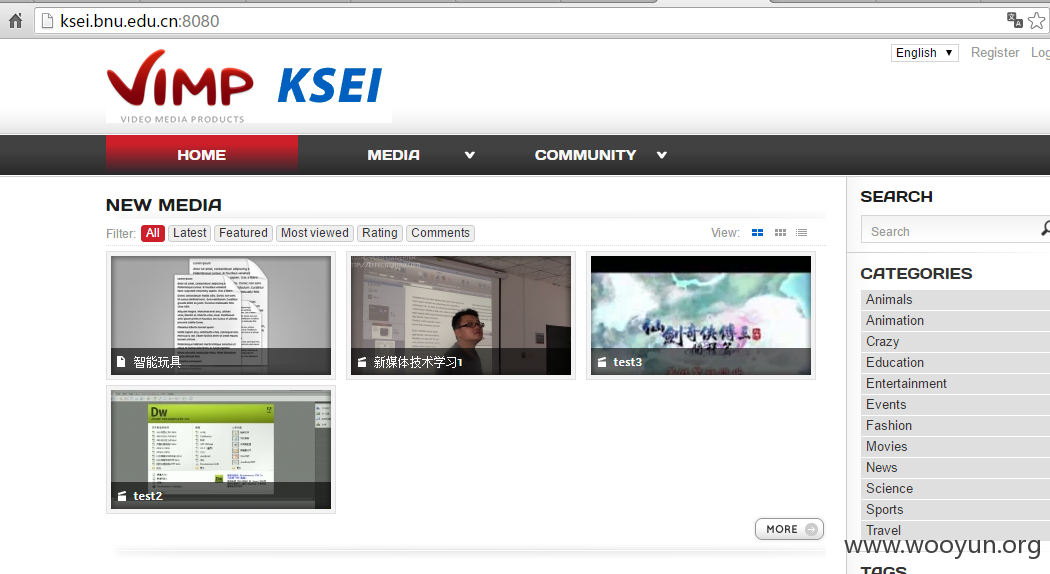 ksei.bnu.edu.cn:8080
English
Register
VIMP KSEI
VIDEO MEDIA PRODUCTS
HOME
MEDIA
COMMUNITY
NEW MEDIA
Filter: All Latest Featured Most viewed Rating Comments
View:
智能玩具
新媒体技术学习1
test3
Dw
test2
MORE
SEARCH
Search
CATEGORIES
Animals
Animation
Crazy
Education
Entertainment
Events
Fashion
Movies
News
Science
Sports
Travel
www.wooyun.org
TAGS